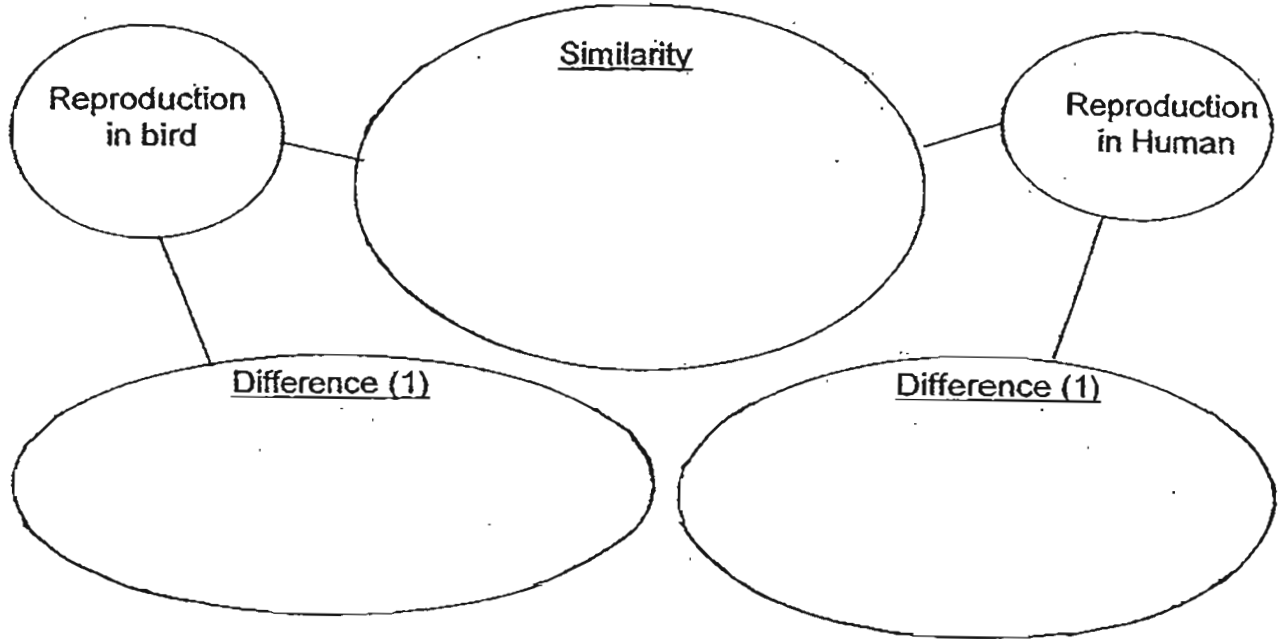 Similarity
Reproduction
in bird
Reproduction
in Human
Difference (1)
Difference (1)